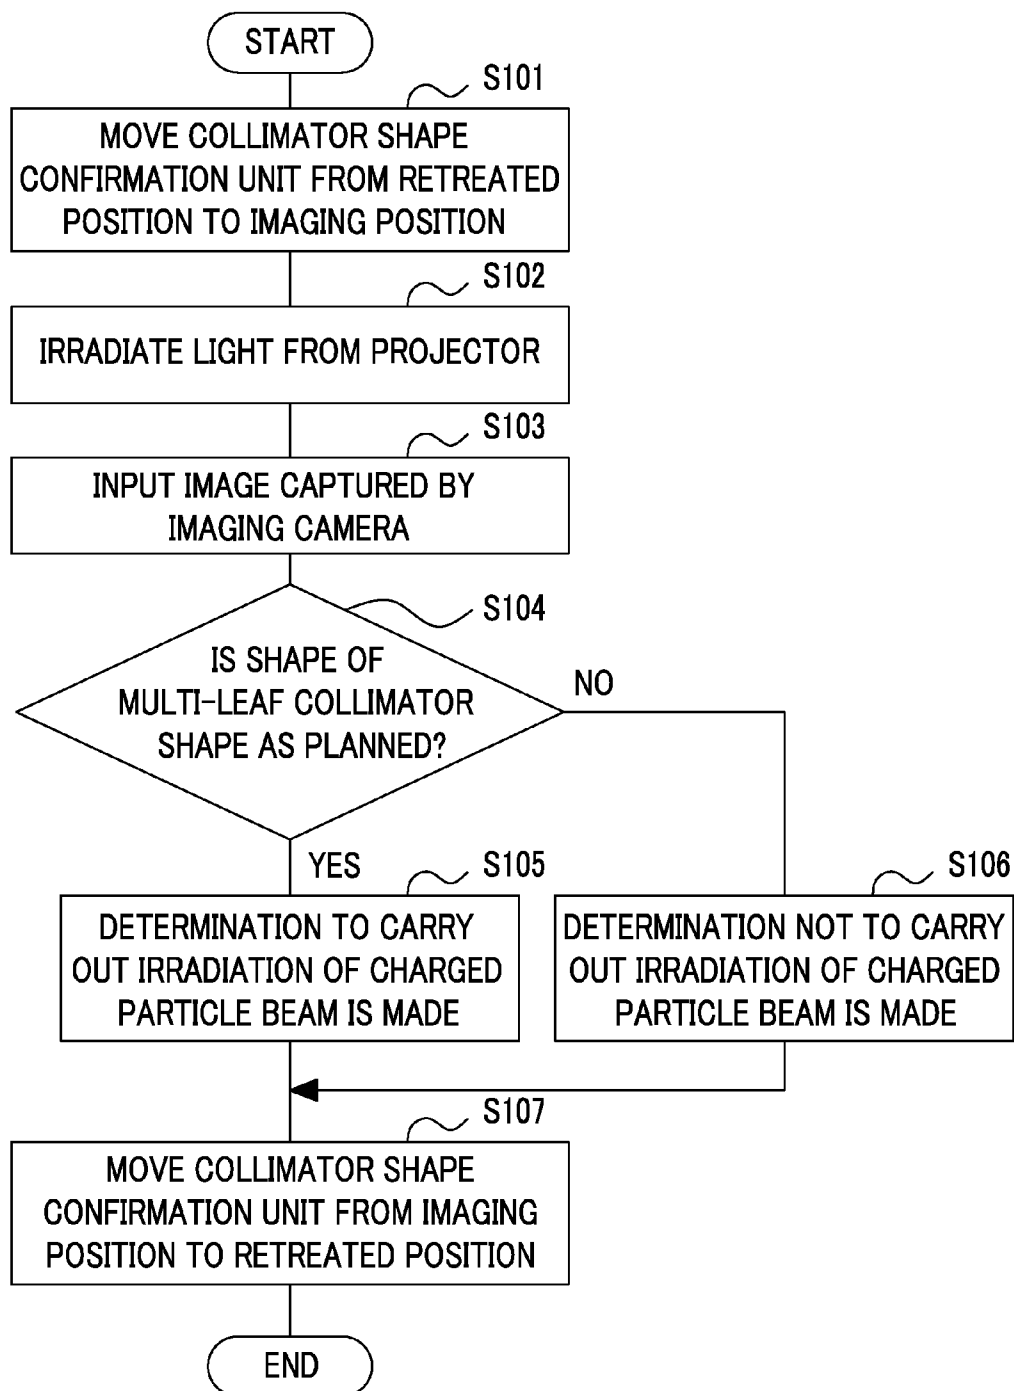 START
S101
MOVE COLLIMATOR SHAPE
CONFIRMATION UNIT FROM RETREATED
POSITION TO IMAGING POSITION
S102
IRRADIATE LIGHT FROM PROJECTOR
S103
INPUT IMAGE CAPTURED BY
IMAGING CAMERA
S104
IS SHAPE OF
MULTI-LEAF COLLIMATOR
SHAPE AS PLANNED?
NO
YES
S105
DETERMINATION TO CARRY
OUT IRRADIATION OF CHARGED
PARTICLE BEAM IS MADE
S106
DETERMINATION NOT TO CARRY
OUT IRRADIATION OF CHARGED
PARTICLE BEAM IS MADE
S107
MOVE COLLIMATOR SHAPE
CONFIRMATION UNIT FROM IMAGING
POSITION TO RETREATED POSITION
END